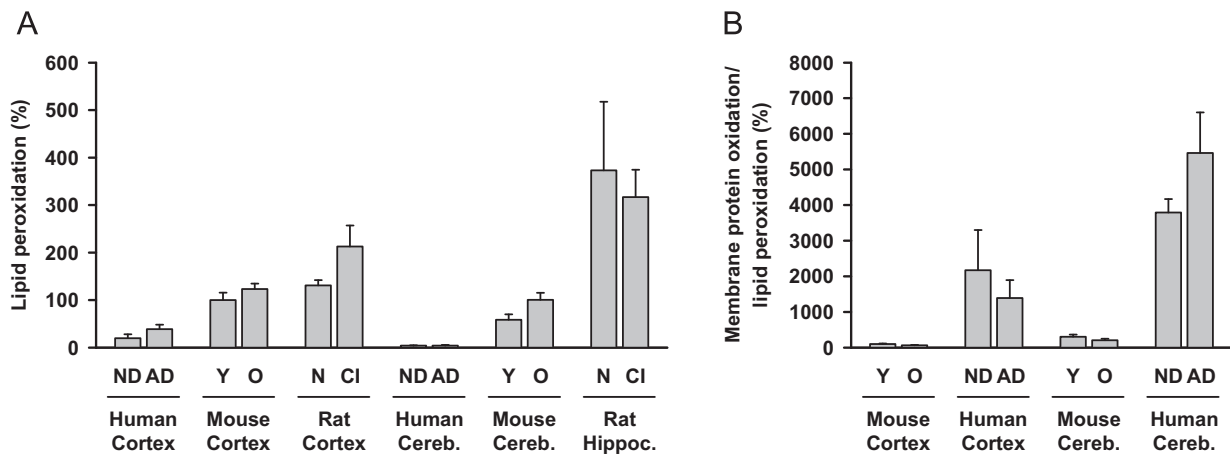 A
Lipid peroxidation (%)
600
500
400
300
200
100
0
ND AD Y O N CI ND AD Y O N CI
Human Mouse Rat Human Mouse Rat
Cortex Cortex Cortex Cereb. Cereb. Hippoc.
B
Membrane protein oxidation/
lipid peroxidation (%)
8000
7000
6000
5000
4000
3000
2000
1000
0
Y O ND AD Y O ND AD
Mouse Human Mouse Human
Cortex Cortex Cereb. Cereb.